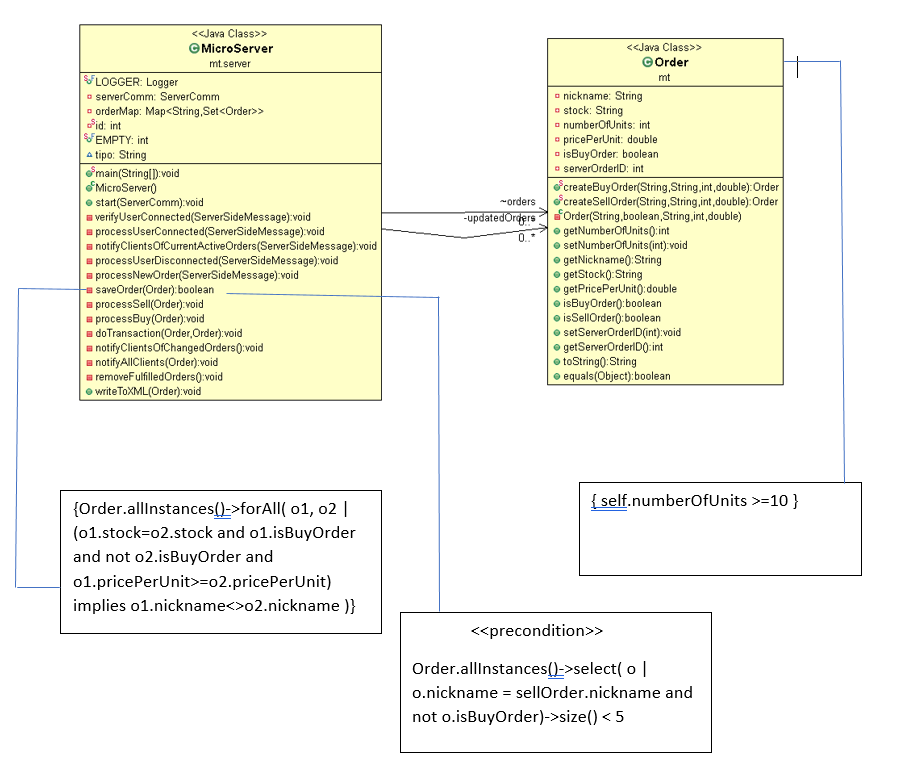 <<Java Class>>
MicroServer
mt.server
LOGGER: Logger
serverComm: ServerComm
orderMap: Map<String,Set<Order>>
id: int
EMPTY: int
tipo: String
main(String[]):void
MicroServer()
start(ServerComm):void
verifyUserConnected(ServerSideMessage):void
processUserConnected(ServerSideMessage):void
notifyClientsOfCurrentActiveOrders(ServerSideMessage):void
processUserDisconnected(ServerSideMessage):void
processNewOrder(ServerSideMessage):void
saveOrder(Order):boolean
processSell(Order):void
processBuy(Order):void
doTransaction(Order,Order):void
notifyClientsOfChangedOrders():void
notifyAllClients(Order):void
removeFulfilledOrders():void
writeToXML(Order):void
~orders
-updatedOrders
0..*
0..*
<<Java Class>>
Order
mt
nickname: String
stock: String
numberOfUnits: int
pricePerUnit: double
isBuyOrder: boolean
serverOrderID: int
createBuyOrder(String,String,int,double):Order
createSellOrder(String,String,int,double):Order
Order(String,boolean,String,int,double)
getNumberOfUnits():int
setNumberOfUnits(int):void
getNickname():String
getStock():String
getPricePerUnit():double
isBuyOrder():boolean
isSellOrder():boolean
setServerOrderID(int):void
getServerOrderID():int
toString():String
equals(Object):boolean
{Order.allInstances()->forAll( o1, o2 |
(o1.stock=o2.stock and o1.isBuyOrder
and not o2.isBuyOrder and
o1.pricePerUnit>=o2.pricePerUnit)
implies o1.nickname<>o2.nickname )}
{ self.numberOfUnits >=10 }
<<precondition>>
Order.allInstances()->select( o |
o.nickname = sellOrder.nickname and
not o.isBuyOrder)->size() < 5